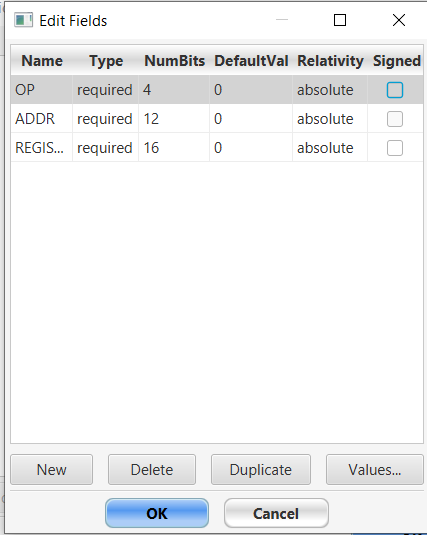 Edit Fields
Name Type NumBits DefaultVal Relativity Signed
OP required 4 0 absolute
ADDR required 12 0 absolute
REGIS... required 16 0 absolute
New Delete Duplicate Values...
OK Cancel